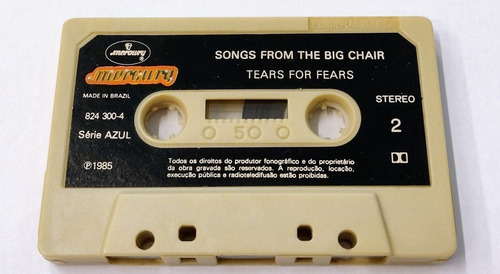 mercury
SONGS FROM THE BIG CHAIR
mercury
TEARS FOR FEARS
MADE IN BRAZIL
STEREO
824 300-4
50
2
Série AZUL
℗1985
Todos os direitos do produtor fonográfico e do proprietário
da obra gravada são reservados. A reprodução, locação,
execução pública e radioteledifusão estão proibidas.